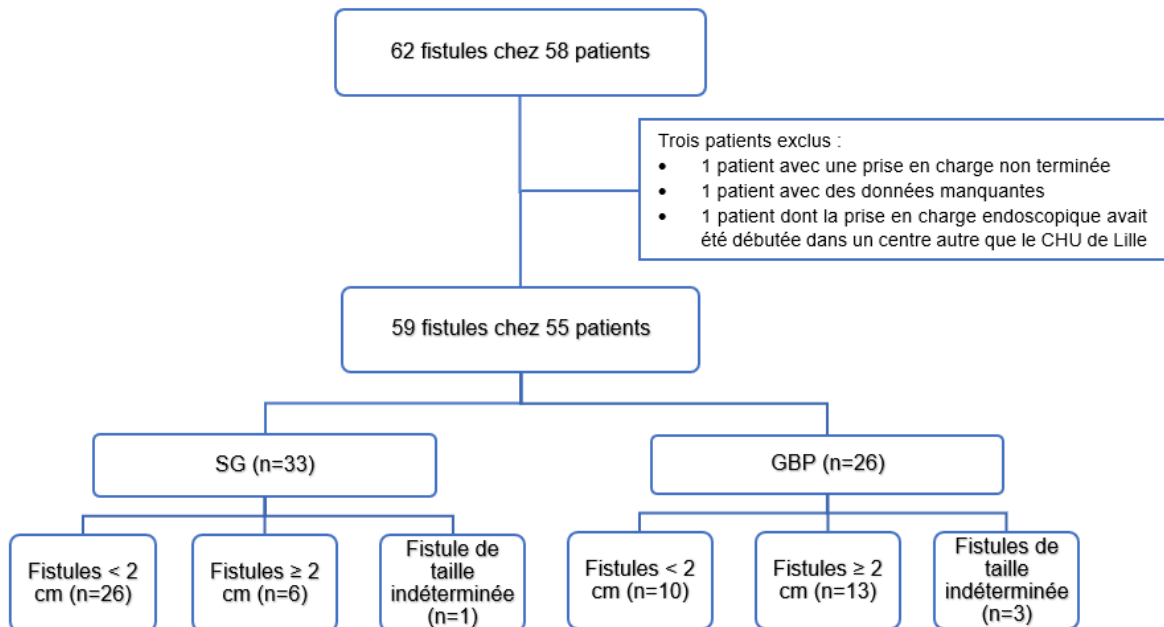 62 fistules chez 58 patients
Trois patients exclus :
• 1 patient avec une prise en charge non terminée
• 1 patient avec des données manquantes
• 1 patient dont la prise en charge endoscopique avait
été débutée dans un centre autre que le CHU de Lille
59 fistules chez 55 patients
SG (n=33)
GBP (n=26)
Fistules < 2
cm (n=26)
Fistules ≥ 2
cm (n=6)
Fistule de
taille
indéterminée
(n=1)
Fistules < 2
cm (n=10)
Fistules ≥ 2
cm (n=13)
Fistules de
taille
indéterminée
(n=3)